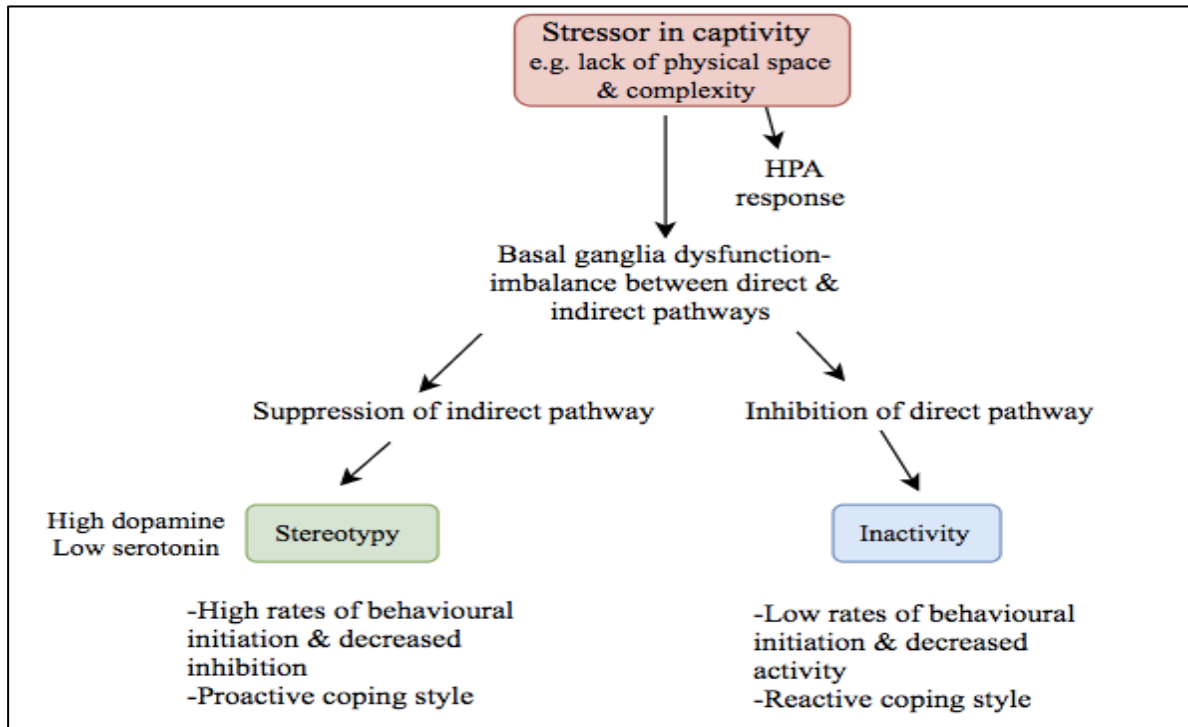 Stressor in captivity
e.g. lack of physical space
& complexity
HPA
response
Basal ganglia dysfunction-
imbalance between direct &
indirect pathways
Suppression of indirect pathway
Inhibition of direct pathway
High dopamine
Low serotonin
Stereotypy
Inactivity
-High rates of behavioural
initiation & decreased
inhibition
-Proactive coping style
-Low rates of behavioural
initiation & decreased
activity
-Reactive coping style